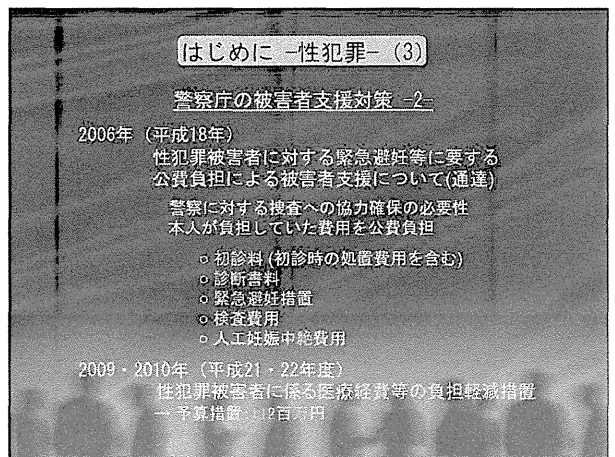 はじめに -性犯罪- (3)
警察庁の被害者支援対策 -2-
2006年 (平成18年)
性犯罪被害者に対する緊急避妊等に要する
公費負担による被害者支援について(通達)
警察に対する捜査への協力確保の必要性
本人が負担していた費用を公費負担
○ 初診料 (初診時の処置費用を含む)
○ 診断書料
○ 緊急避妊措置
○ 検査費用
○ 人工妊娠中絶費用
2009・2010年 (平成21・22年度)
性犯罪被害者に係る医療経費等の負担軽減措置
予算措置
百万円